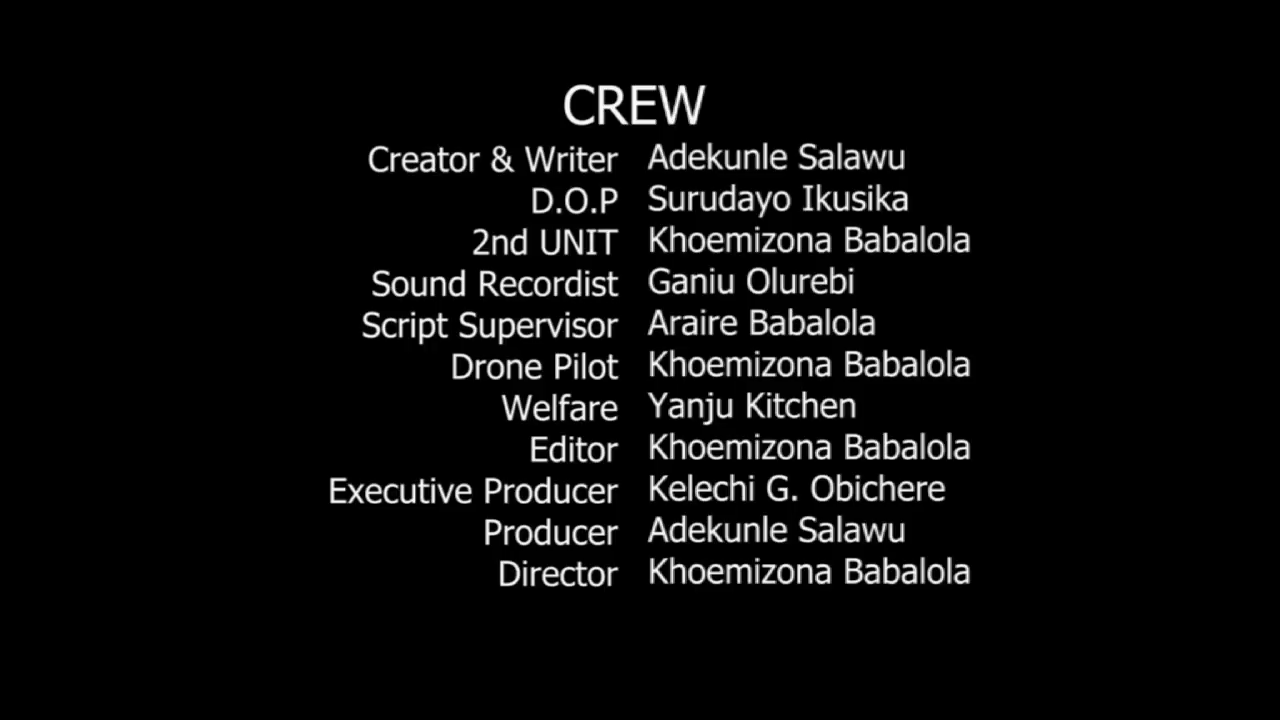 CREW
Creator & Writer Adekunle Salawu
D.O.P Surudayo Ikusika
2nd UNIT Khoemizona Babalola
Sound Recordist Ganiu Olurebi
Script Supervisor Araire Babalola
Drone Pilot Khoemizona Babalola
Welfare Yanju Kitchen
Editor Khoemizona Babalola
Executive Producer Kelechi G. Obichere
Producer Adekunle Salawu
Director Khoemizona Babalola